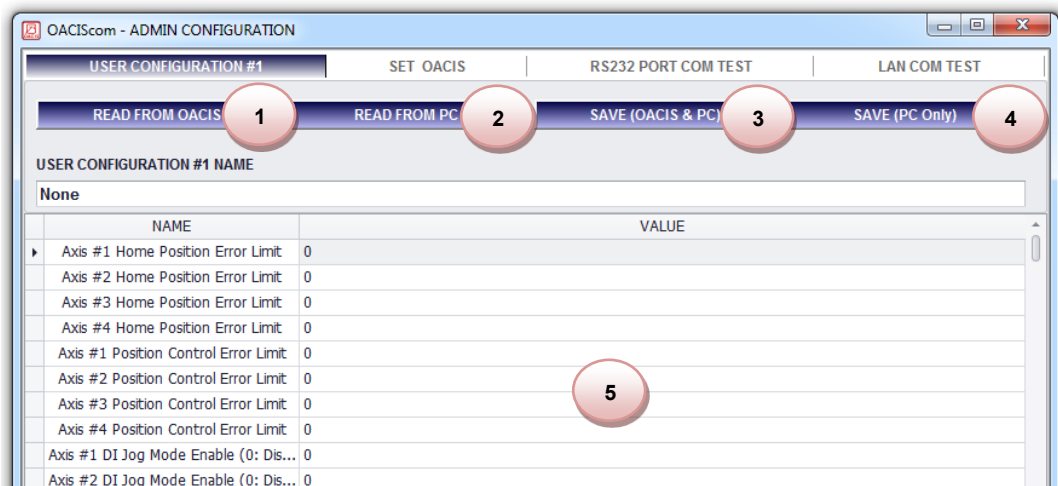 OACIScom - ADMIN CONFIGURATION
USER CONFIGURATION #1 SET OACIS RS232 PORT COM TEST LAN COM TEST
READ FROM OACIS 1 READ FROM PC 2 SAVE (OACIS & PC) 3 SAVE (PC Only) 4
USER CONFIGURATION #1 NAME
None
NAME VALUE
Axis #1 Home Position Error Limit 0
Axis #2 Home Position Error Limit 0
Axis #3 Home Position Error Limit 0
Axis #4 Home Position Error Limit 0
Axis #1 Position Control Error Limit 0
Axis #2 Position Control Error Limit 0
5
Axis #3 Position Control Error Limit 0
Axis #4 Position Control Error Limit 0
Axis #1 DI Jog Mode Enable (0: Dis... 0
Axis #2 DI Jog Mode Enable (0: Dis... 0